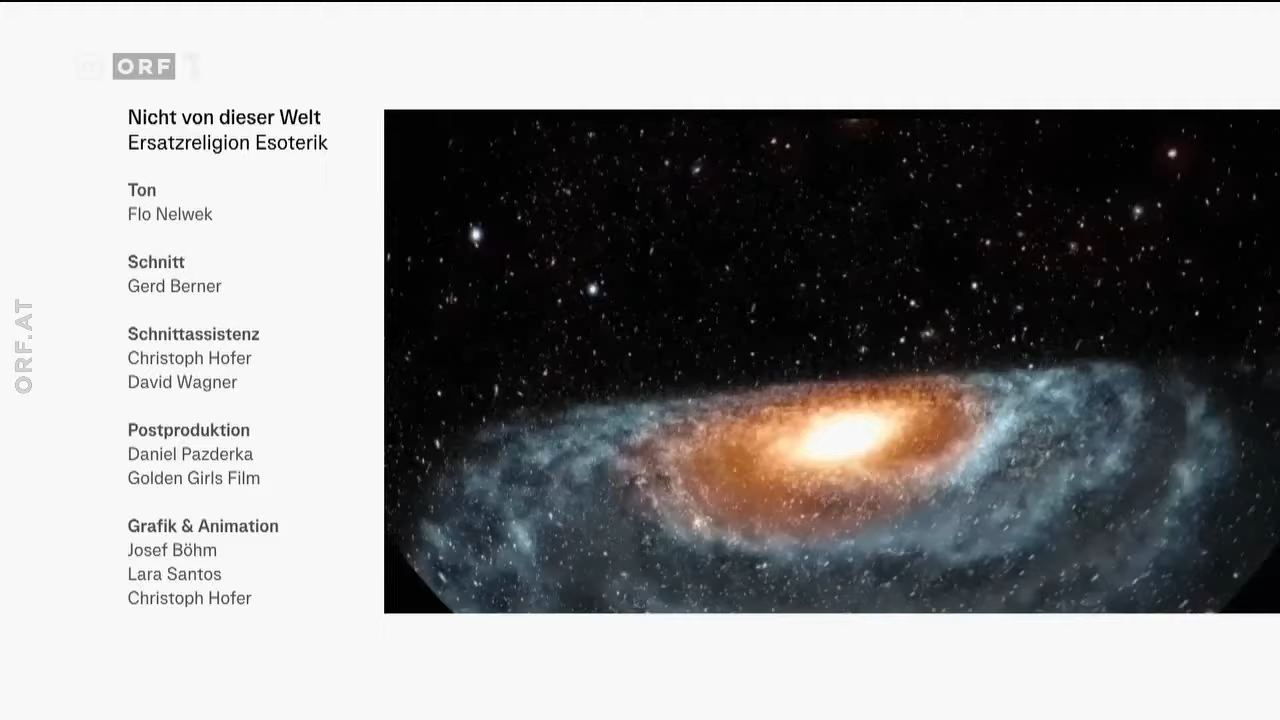 ORF
Nicht von dieser Welt
Ersatzreligion Esoterik
Ton
Flo Nelwek
Schnitt
Gerd Berner
Schnittassistenz
Christoph Hofer
David Wagner
Postproduktion
Daniel Pazderka
Golden Girls Film
Grafik & Animation
Josef Böhm
Lara Santos
Christoph Hofer
ORF.AT